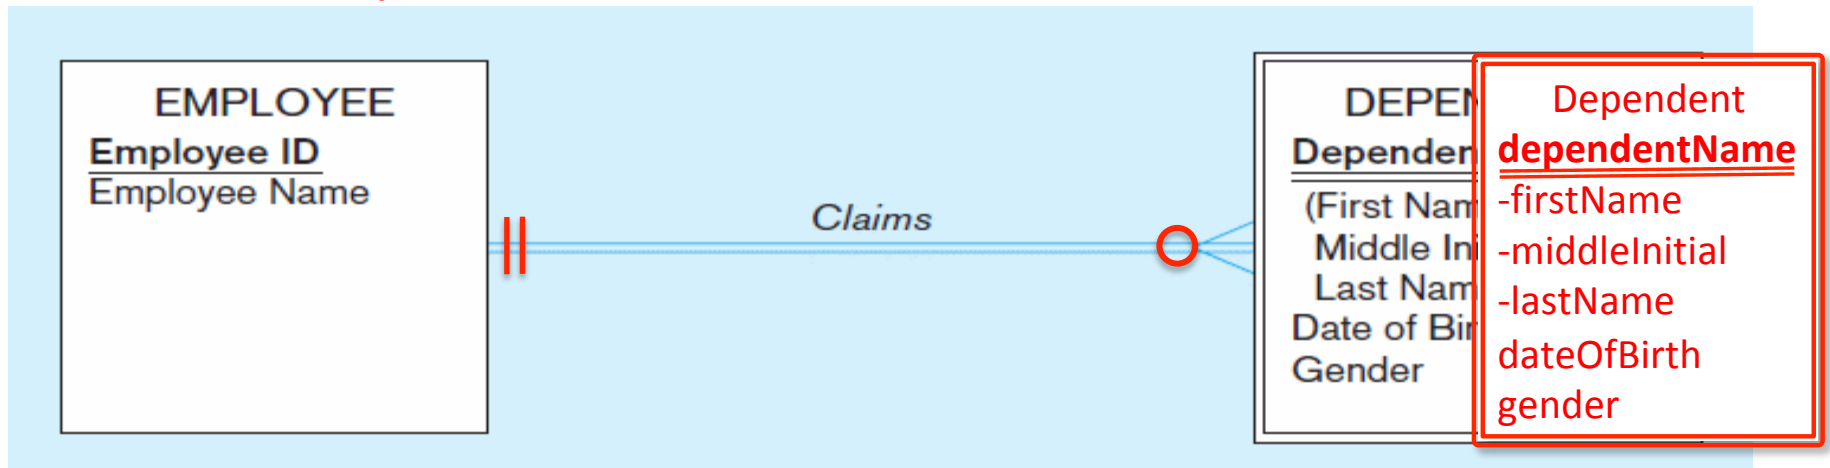 EMPLOYEE
Employee ID
Employee Name
Claims
DEPEN
Dependen
(First Nam
Middle Ini
Last Nam
Date of Bir
Gender
Dependent
dependentName
-firstName
-middleInitial
-lastName
dateOfBirth
gender